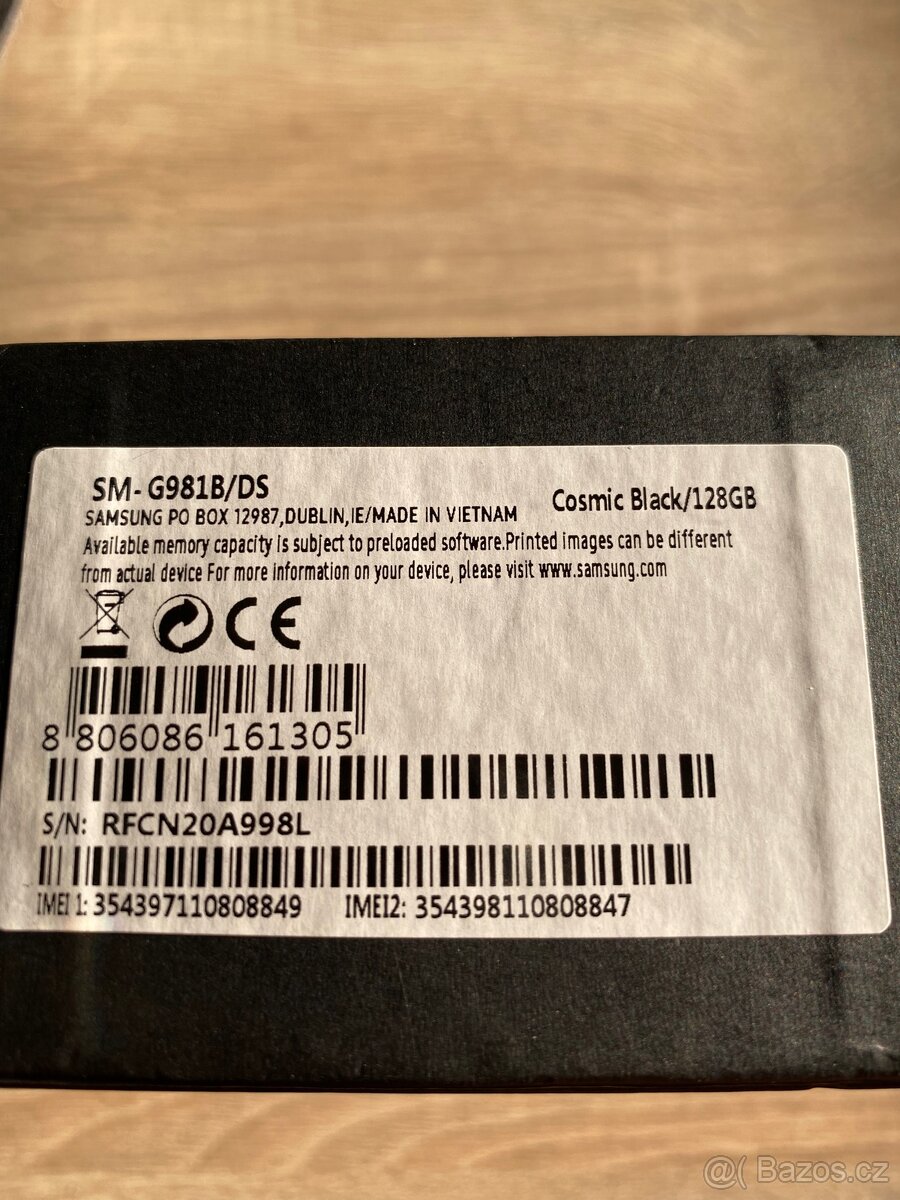 SM-G981B/DS
Cosmic Black/128GB
SAMSUNG PO BOX 12987,DUBLIN,IE/MADE IN VIETNAM
Available memory capacity is subject to preloaded software.Printed images can be different
from actual device For more information on your device, please visit www.samsung.com
CE
8 806086 161305
S/N: RFCN20A998L
IMEI 1: 354397110808849 IMEI2: 354398110808847
@( Bazos.cz